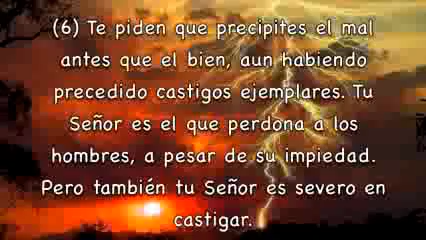 (6) Te piden que precipites el mal
antes que el bien, aun habiendo
precedido castigos ejemplares. Tu
Señor es el que perdona a los
hombres, a pesar de su impiedad.
Pero también tu Señor es severo en
castigar.